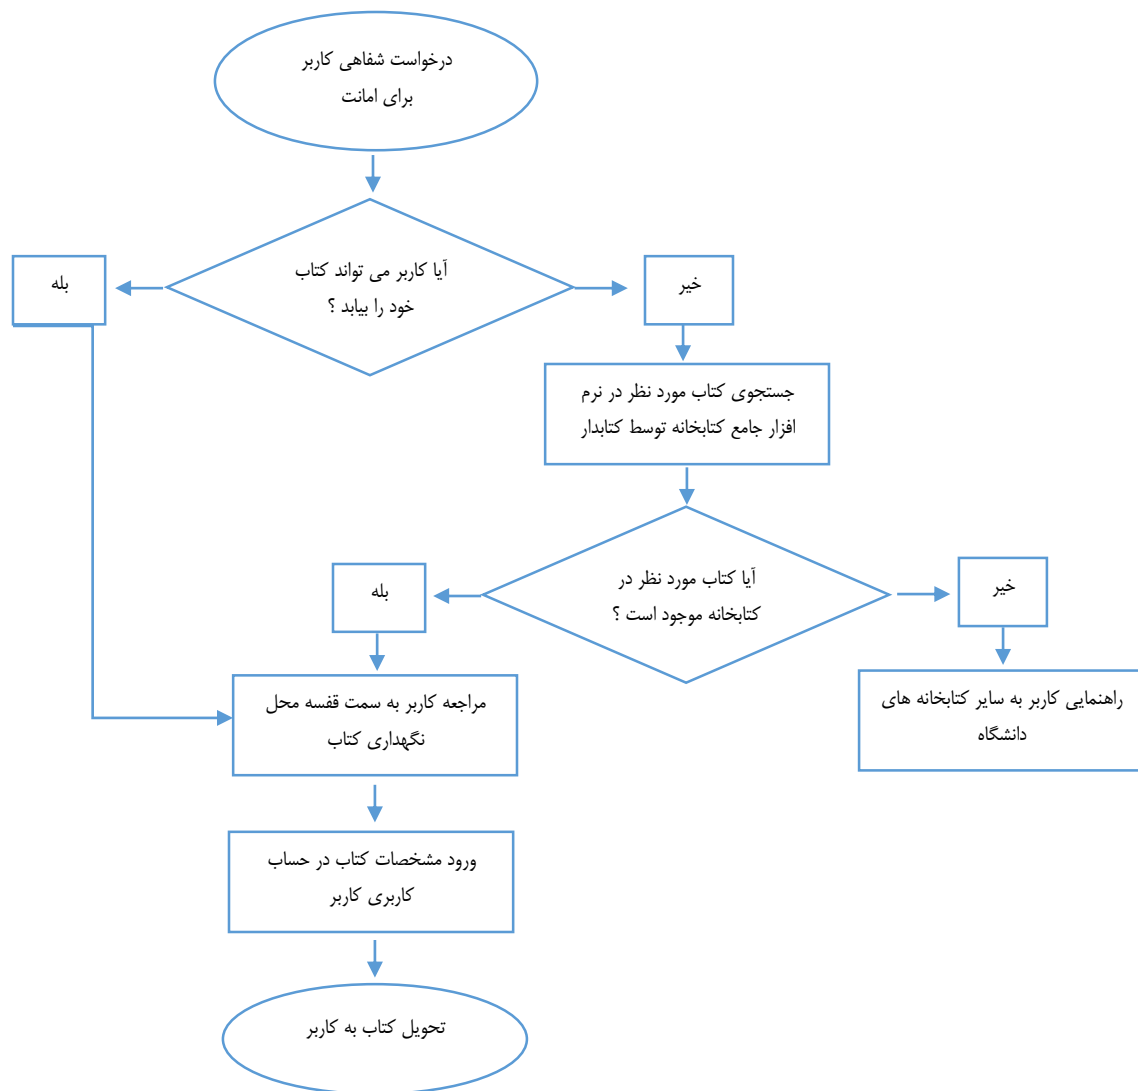 درخواست شفاهی کاربر
برای امانت
آیا کاربر می تواند کتاب
خود را بیابد ؟
بله
خیر
جستجوی کتاب مورد نظر در نرم
افزار جامع کتابخانه توسط کتابدار
آیا کتاب مورد نظر در
کتابخانه موجود است ؟
بله
خیر
مراجعه کاربر به سمت قفسه محل
نگهداری کتاب
راهنمایی کاربر به سایر کتابخانه های
دانشگاه
ورود مشخصات کتاب در حساب
کاربری کاربر
تحویل کتاب به کاربر